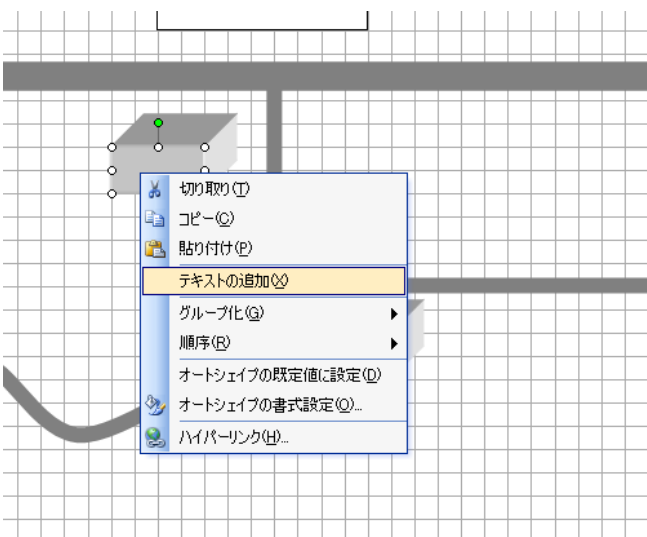 切り取り(T)
コピー(C)
貼り付け(P)
テキストの追加(X)
グループ化(G)
順序(R)
オートシェイプの既定値に設定(D)
オートシェイプの書式設定(O)...
ハイパーリンク(H)...